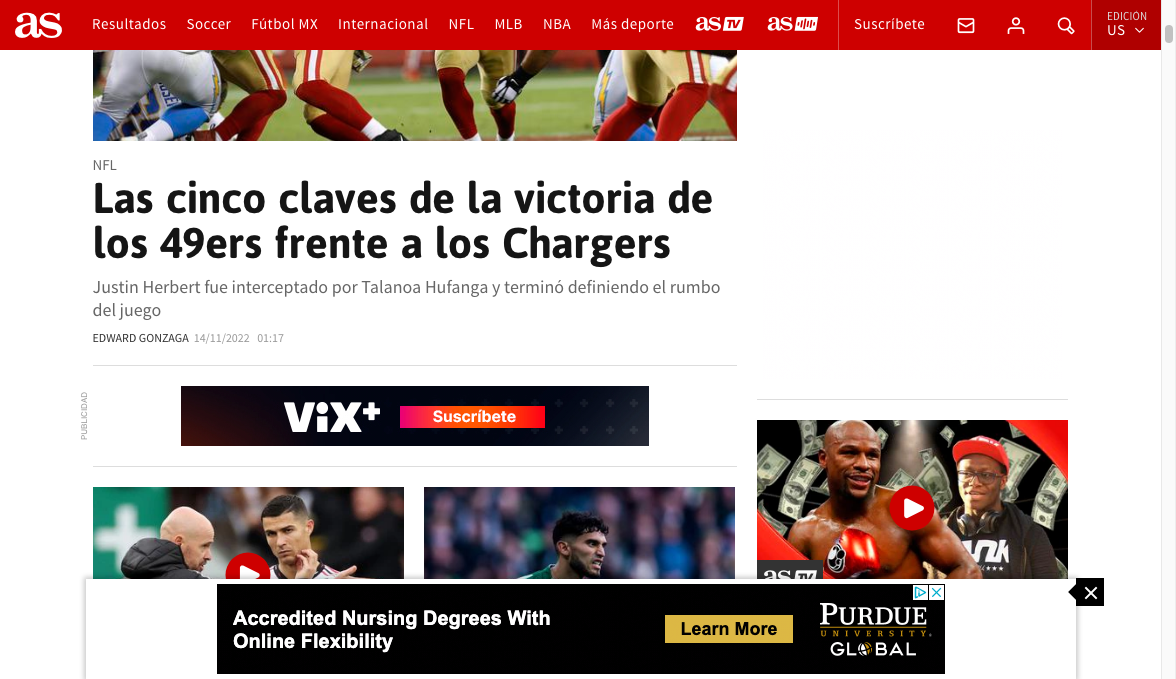 as
Resultados
Soccer
Fútbol MX
Internacional
NFL
MLB
NBA
Más deporte
as TV
as
Suscríbete
EDICIÓN
US
NFL
Las cinco claves de la victoria de
los 49ers frente a los Chargers
Justin Herbert fue interceptado por Talanoa Hufanga y terminó definiendo el rumbo
del juego
EDWARD GONZAGA 14/11/2022 01:17
PUBLICIDAD
ViX+
Suscríbete
as TV
Accredited Nursing Degrees With
Online Flexibility
Learn More
PURDUE
UNIVERSITY
GLOBAL